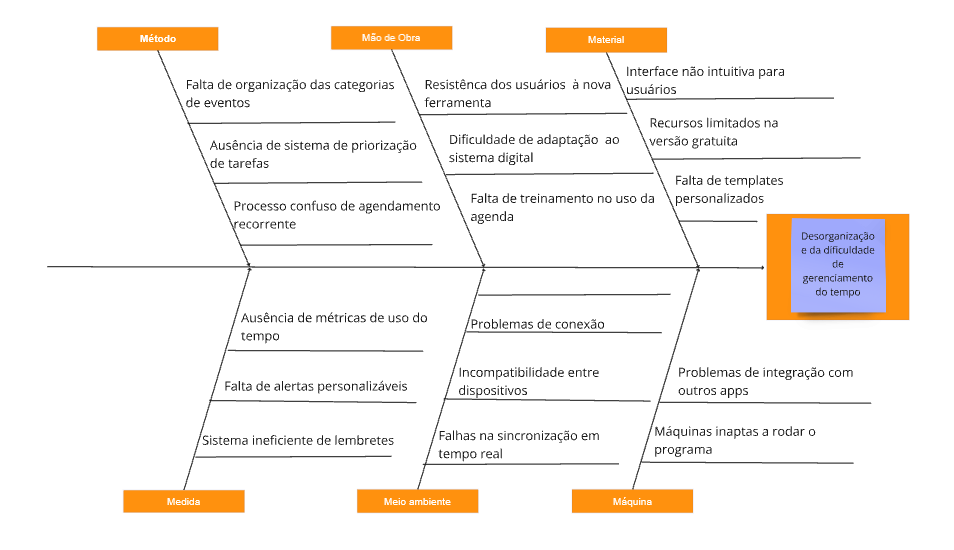 Método
Mão de Obra
Material
Falta de organização das categorias
de eventos
Ausência de sistema de priorização
de tarefas
Processo confuso de agendamento
recorrente
Resistênca dos usuários à nova
ferramenta
Dificuldade de adaptação ao
sistema digital
Falta de treinamento no uso da
agenda
Interface não intuitiva para
usuários
Recursos limitados na
versão gratuita
Falta de templates
personalizados
Desorganização
e da dificuldade
de
gerenciamento
do tempo
Ausência de métricas de uso do
tempo
Falta de alertas personalizáveis
Sistema ineficiente de lembretes
Problemas de conexão
Incompatibilidade entre
dispositivos
Falhas na sincronização em
tempo real
Problemas de integração com
outros apps
Máquinas inaptas a rodar o
programa
Medida
Meio ambiente
Máquina